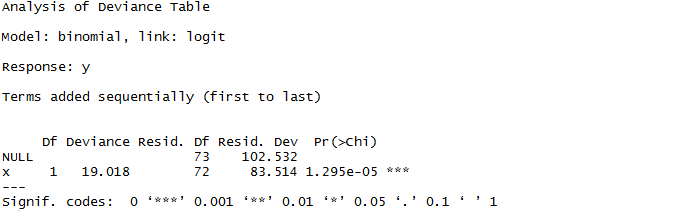 Analysis of Deviance Table
Model: binomial, link: logit
Response: y
Terms added sequentially (first to last)
     Df Deviance Resid. Df Resid. Dev  Pr(>Chi)
NULL                    73    102.532
x     1   19.018        72     83.514 1.295e-05 ***
---
Signif. codes:  0 ‘***’ 0.001 ‘**’ 0.01 ‘*’ 0.05 ‘.’ 0.1 ‘ ’ 1